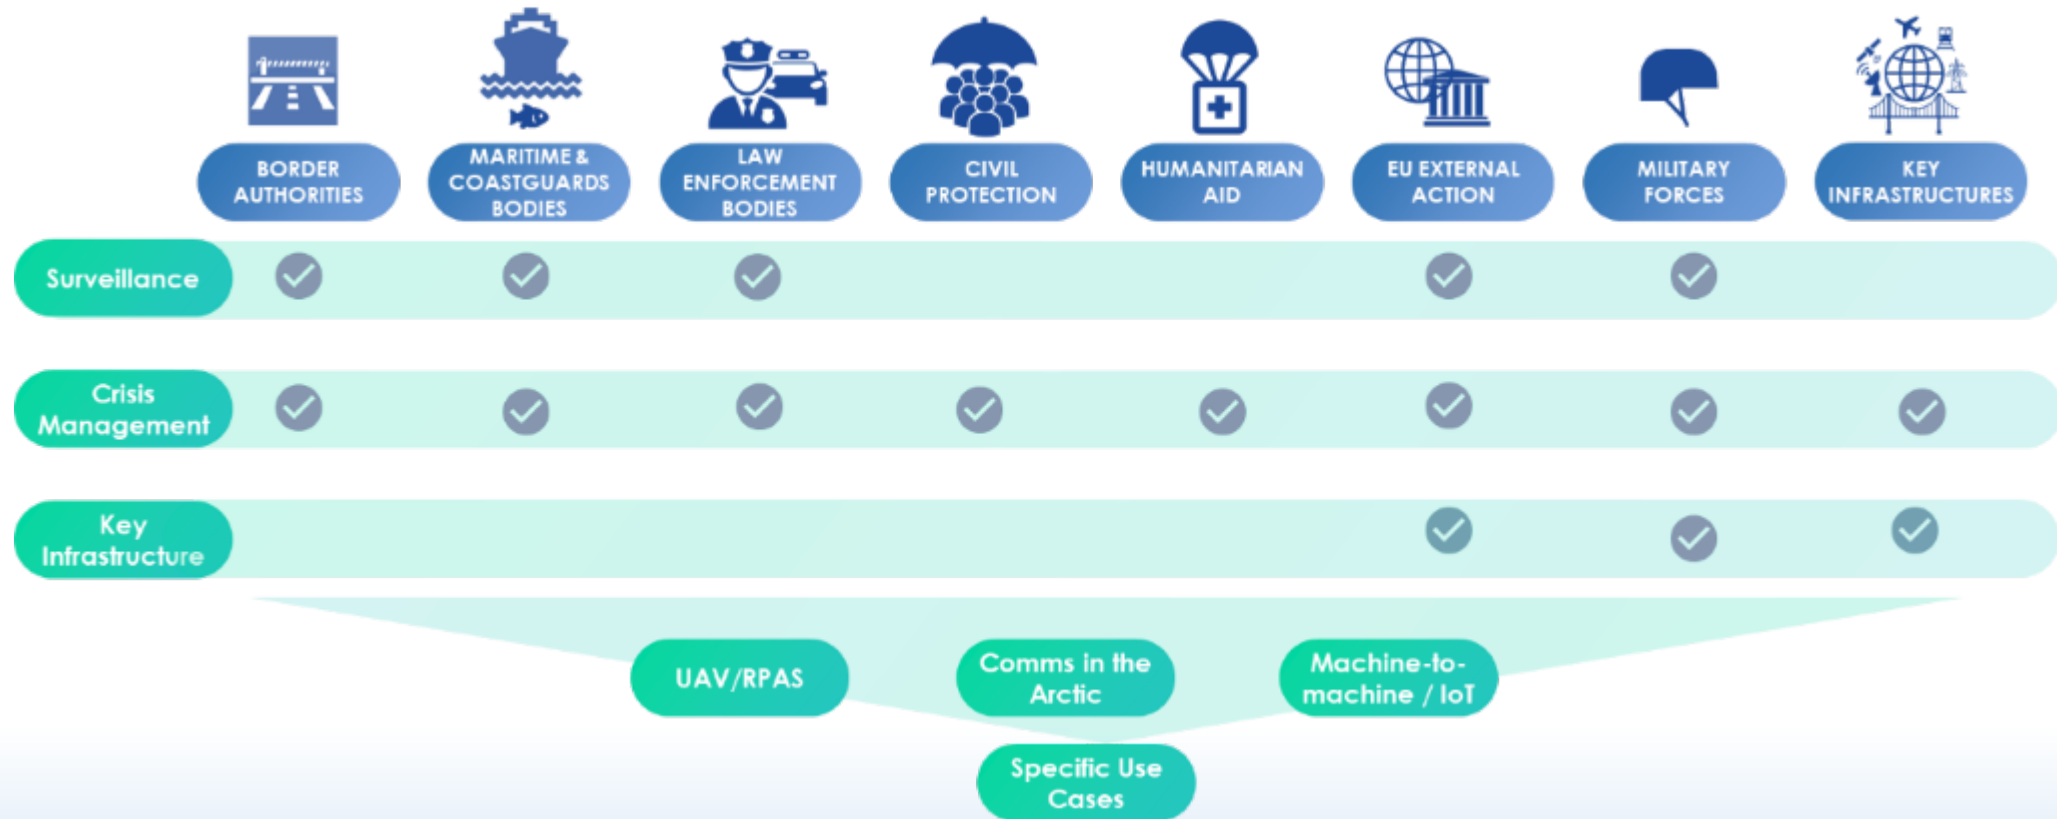 BORDER
AUTHORITIES
MARITIME &
COASTGUARDS
BODIES
LAW
ENFORCEMENT
BODIES
CIVIL
PROTECTION
HUMANITARIAN
AID
EU EXTERNAL
ACTION
MILITARY
FORCES
KEY
INFRASTRUCTURES
Surveillance
Crisis
Management
Key
Infrastructure
UAV/RPAS
Comms in the
Arctic
Machine-to-
machine / IoT
Specific Use
Cases